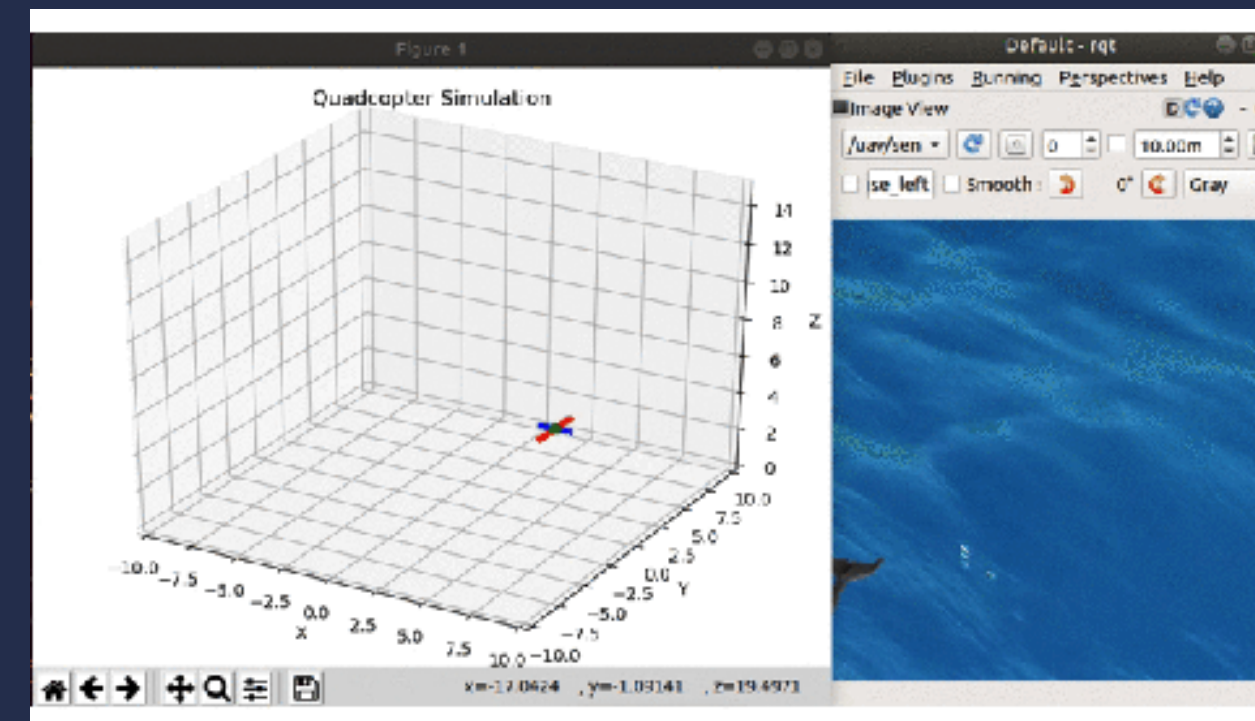 Figure 1
Quadcopter Simulation
14
12
10
8
6
4
2
0
Z
10.0
7.5
5.0
2.5
0.0
−2.5
−5.0
−7.5
−10.0
Y
−10.0
−7.5
−5.0
−2.5
0.0
2.5
5.0
7.5
10.0
X
Default - rqt
File Plugins Running Perspectives Help
Image View
D
/uav/sen
0
10.00m
se_left
Smooth
0°
Gray